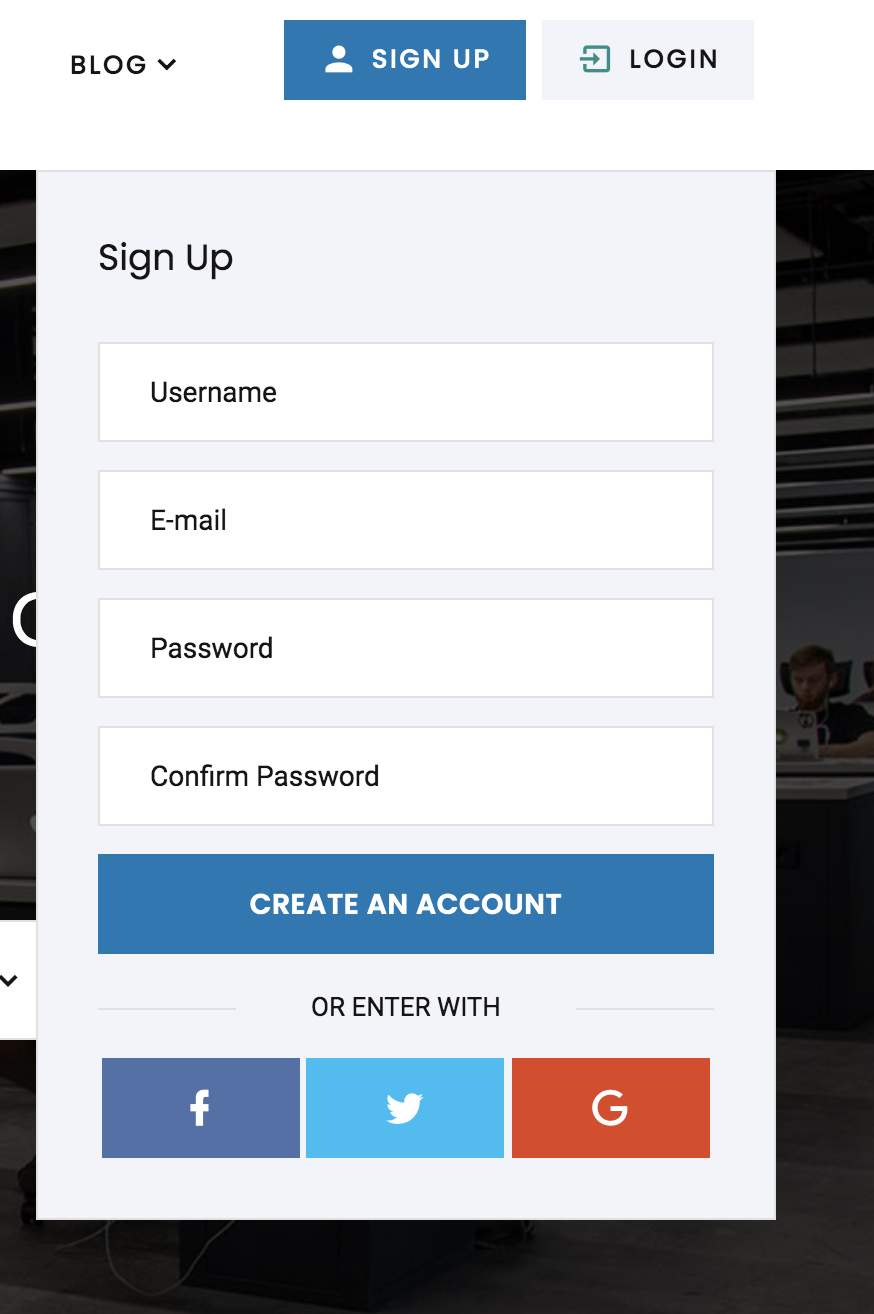 BLOG
SIGN UP
LOGIN
Sign Up
Username
E-mail
Password
Confirm Password
CREATE AN ACCOUNT
OR ENTER WITH